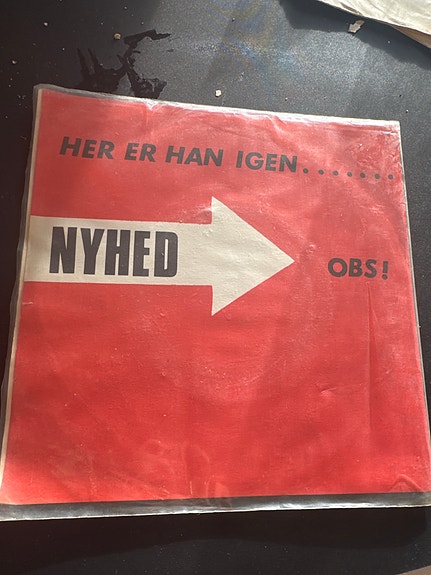 HER ER HAN IGEN.......
NYHED
OBS!